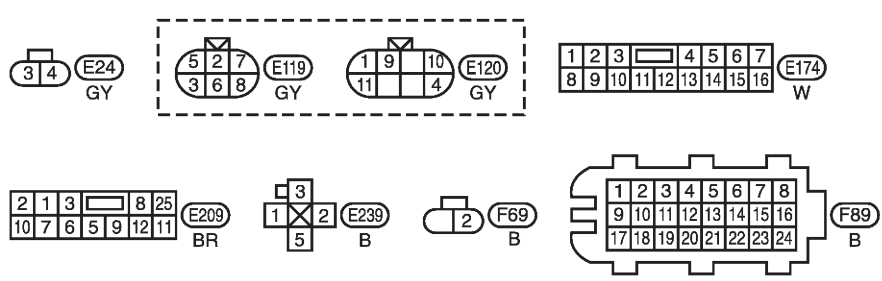 5 2 7
1 9 10
1 2 3 4 5 6 7
3 4 E24
E119
E120
E174
3 6 8
11 4
8 9 10 11 12 13 14 15 16
GY
GY
GY
W
3
1 2 3 4 5 6 7 8
2 1 3 8 25
1 2
E209
E239
2
F69
9 10 11 12 13 14 15 16
F89
10 7 6 5 9 12 11
5
BR
B
B
17 18 19 20 21 22 23 24
B